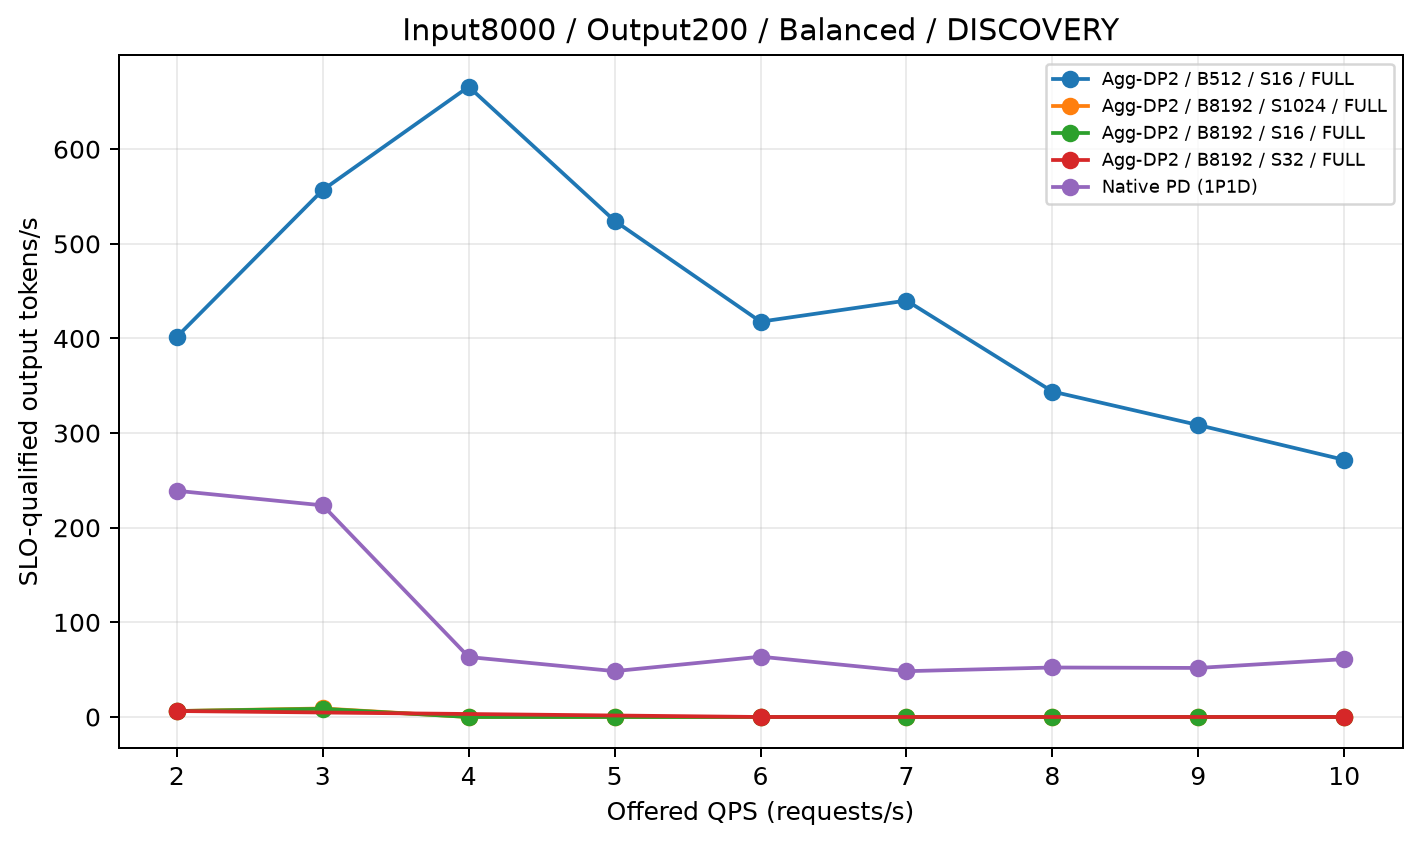 Input8000 / Output200 / Balanced / DISCOVERY
Agg-DP2 / B512 / S16 / FULL
Agg-DP2 / B8192 / S1024 / FULL
Agg-DP2 / B8192 / S16 / FULL
Agg-DP2 / B8192 / S32 / FULL
Native PD (1P1D)
SLO-qualified output tokens/s
600
500
400
300
200
100
0
2 3 4 5 6 7 8 9 10
Offered QPS (requests/s)